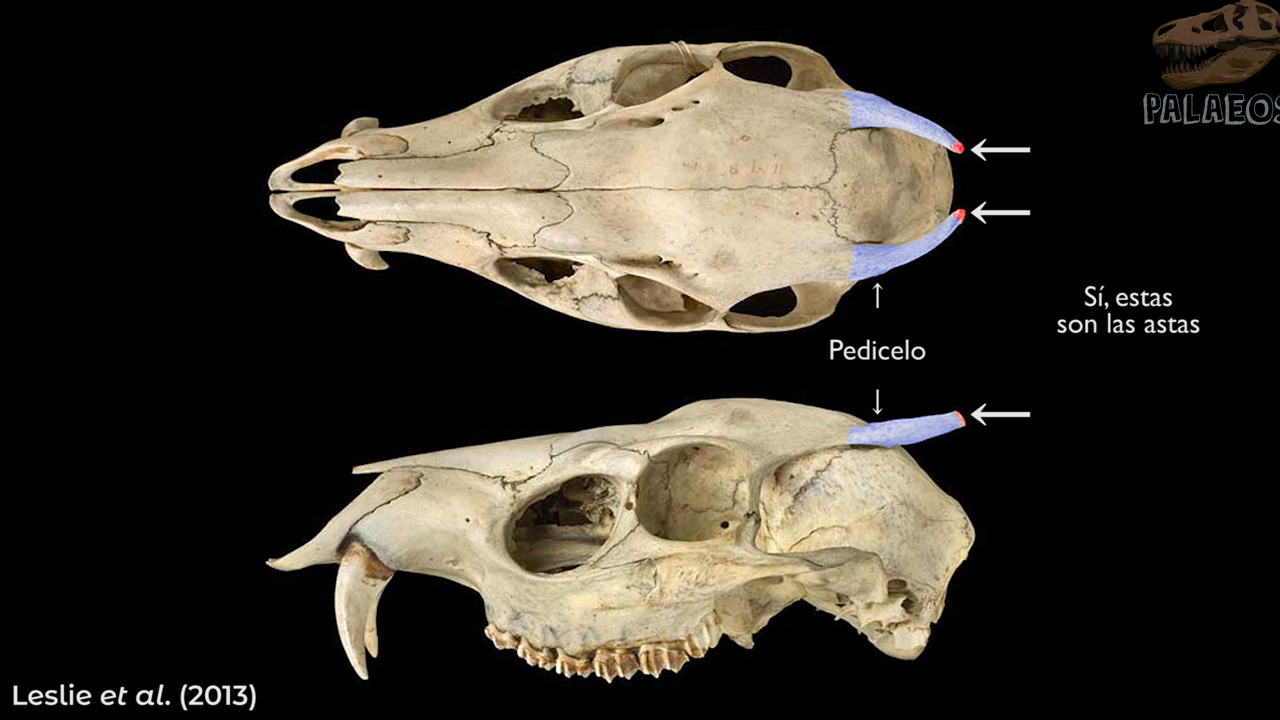 PALAEOS
Sí, estas
son las astas
Pedicelo
Leslie et al. (2013)